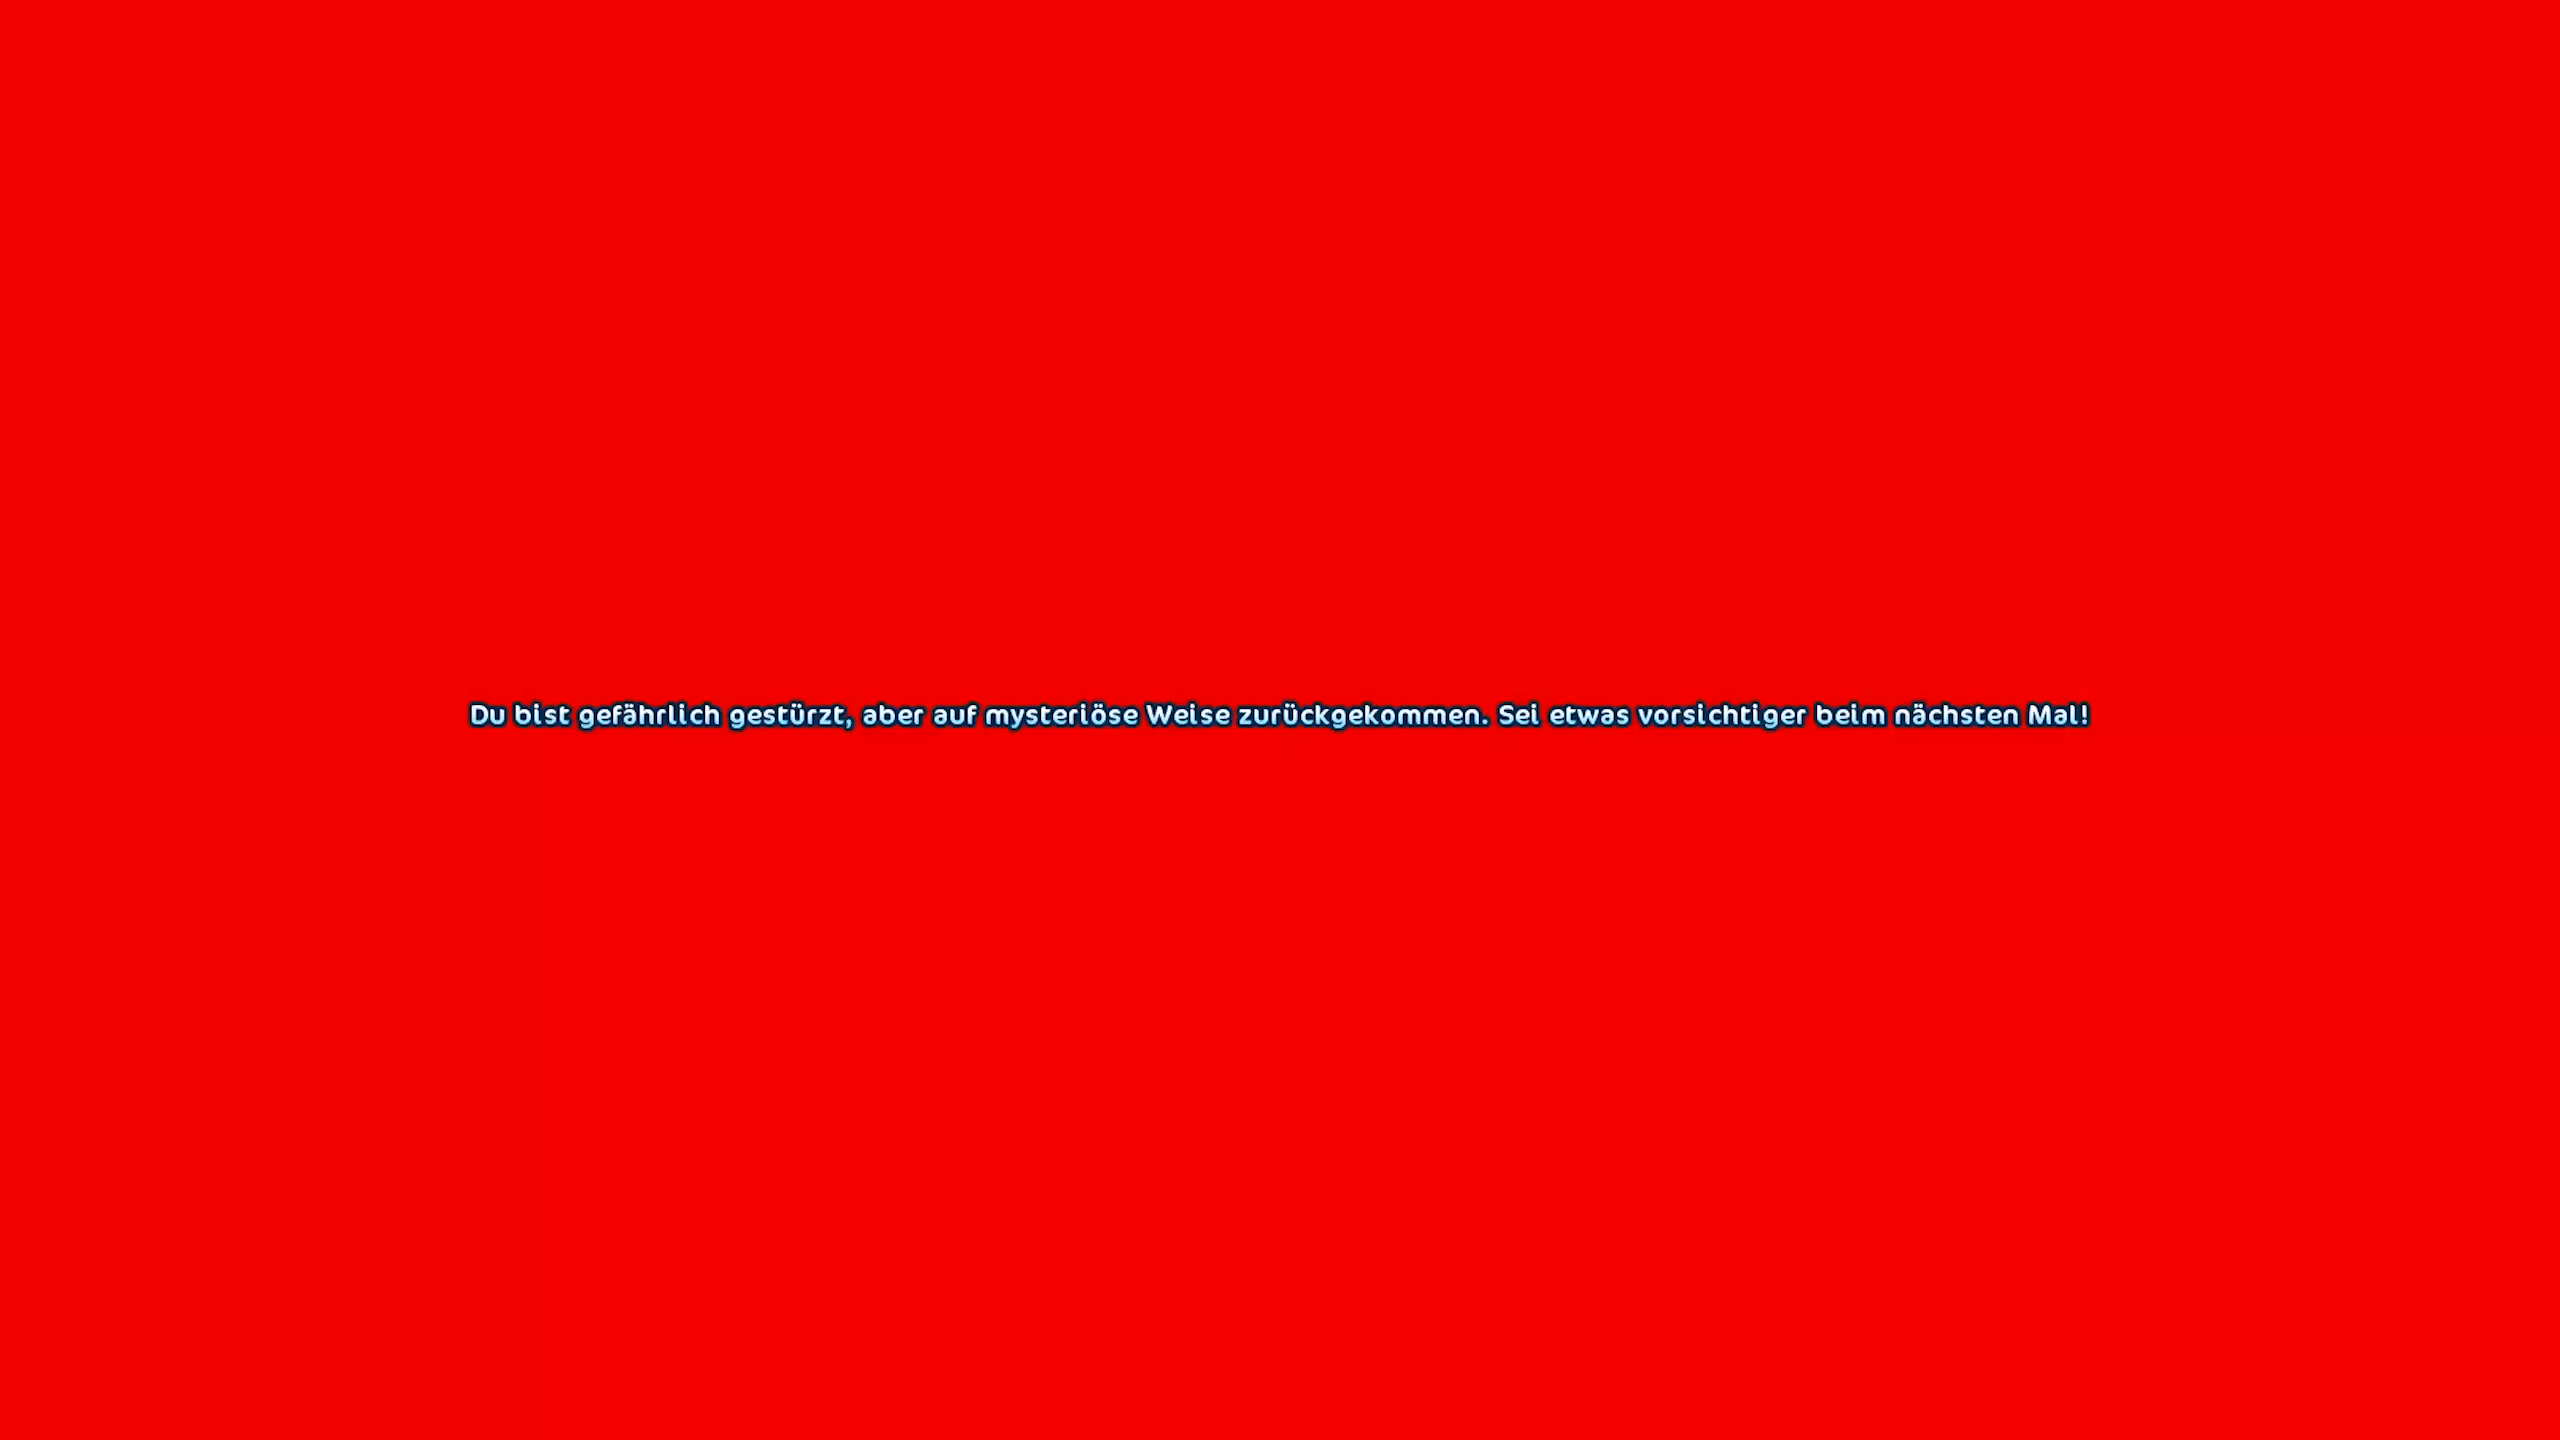 Du bist gefährlich gestürzt, aber auf mysteriöse Weise zurückgekommen. Sei etwas vorsichtiger beim nächsten Mal!